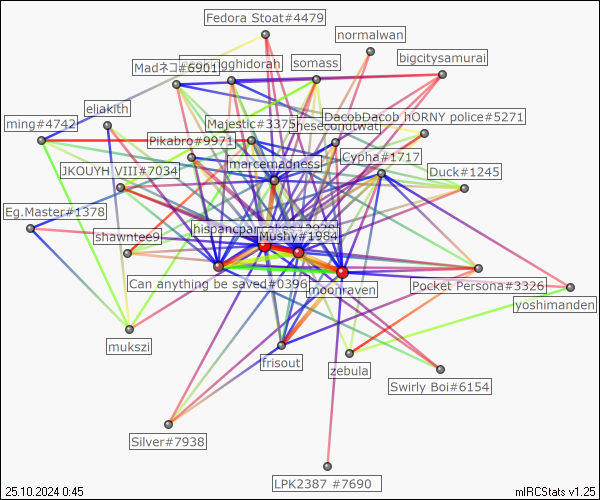 Fedora Stoat#4479
normalwan
bigcitysamurai
somass
Madネコ#6901
gghidorah
DacobDacob hORNY police#5271
eliakith
ming#4742
Majestic#3375
thesecondtwat
Pikabro#9971
Cypha#1717
marcemadness
JKOUYH VIII#7034
Duck#1245
Eg.Master#1378
shawntee9
Mushy#1984
Can anything be saved#0396
moonraven
Pocket Persona#3326
yoshimanden
mukszi
frisout
zebula
Swirly Boi#6154
Silver#7938
LPK2387 #7690
25.10.2024 0:45
mIRCStats v1.25